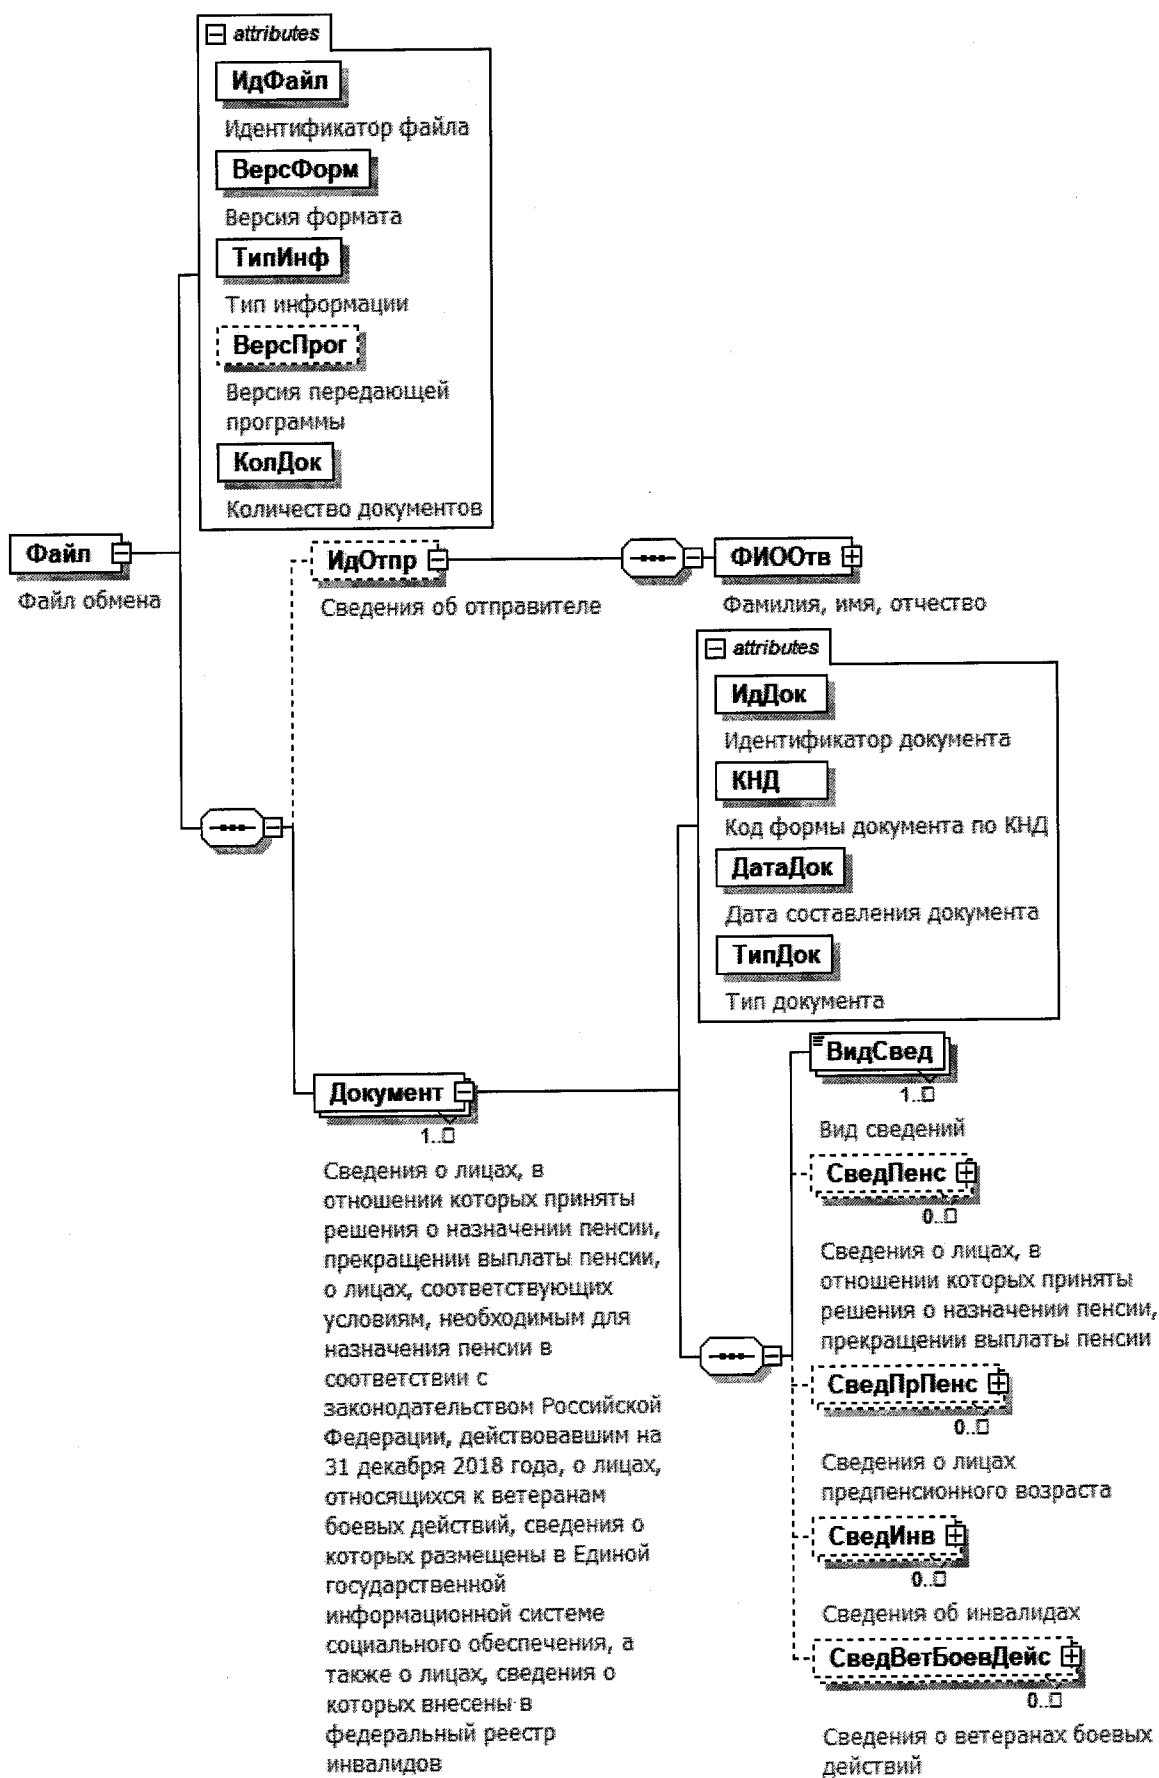 attributes
ИдФайл
Идентификатор файла
ВерсФорм
Версия формата
ТипИнф
Тип информации
ВерсПрог
Версия передающей
программы
КолДок
Количество документов
Файл
Файл обмена
ИдОтпр
Сведения об отправителе
ФИООтв
Фамилия, имя, отчество
attributes
ИдДок
Идентификатор документа
КНД
Код формы документа по КНД
ДатаДок
Дата составления документа
ТипДок
Тип документа
Документ
1..□
Сведения о лицах, в
отношении которых приняты
решения о назначении пенсии,
прекращении выплаты пенсии,
о лицах, соответствующих
условиям, необходимым для
назначения пенсии в
соответствии с
законодательством Российской
Федерации, действовавшим на
31 декабря 2018 года, о лицах,
относящихся к ветеранам
боевых действий, сведения о
которых размещены в Единой
государственной
информационной системе
социального обеспечения, а
также о лицах, сведения о
которых внесены в
федеральный реестр
инвалидов
ВидСвед
1..□
Вид сведений
СведПенс
0..□
Сведения о лицах, в
отношении которых приняты
решения о назначении пенсии,
прекращении выплаты пенсии
СведПрПенс
0..□
Сведения о лицах
предпенсионного возраста
СведИнв
0..□
Сведения об инвалидах
СведВетБоевДейс
0..□
Сведения о ветеранах боевых
действий